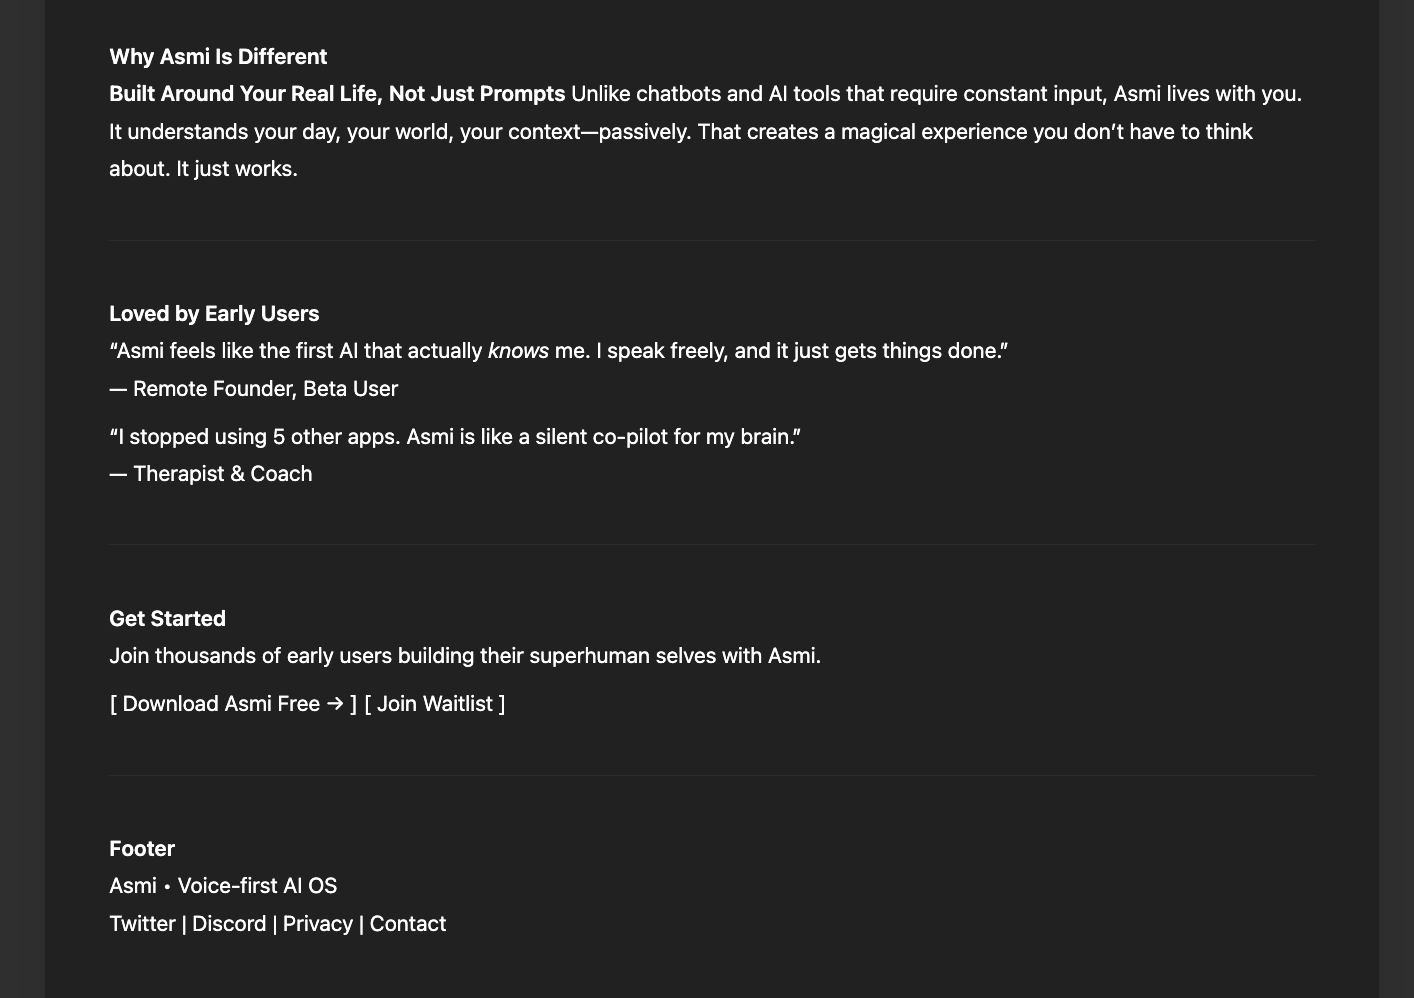 Why Asmi Is Different
Built Around Your Real Life, Not Just Prompts Unlike chatbots and AI tools that require constant input, Asmi lives with you.
It understands your day, your world, your context—passively. That creates a magical experience you don’t have to think
about. It just works.
Loved by Early Users
“Asmi feels like the first AI that actually knows me. I speak freely, and it just gets things done.”
— Remote Founder, Beta User
“I stopped using 5 other apps. Asmi is like a silent co-pilot for my brain.”
— Therapist & Coach
Get Started
Join thousands of early users building their superhuman selves with Asmi.
[ Download Asmi Free → ] [ Join Waitlist ]
Footer
Asmi • Voice-first AI OS
Twitter | Discord | Privacy | Contact